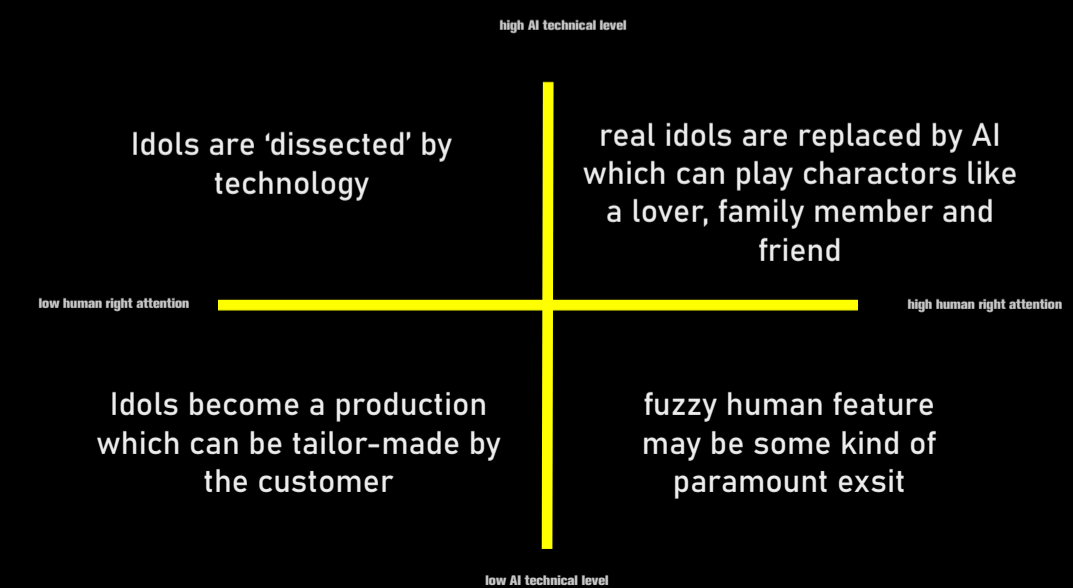 high AI technical level
Idols are ‘dissected’ by
technology
real idols are replaced by AI
which can play charactors like
a lover, family member and
friend
low human right attention
high human right attention
Idols become a production
which can be tailor-made by
the customer
fuzzy human feature
may be some kind of
paramount exsit
low AI technical level